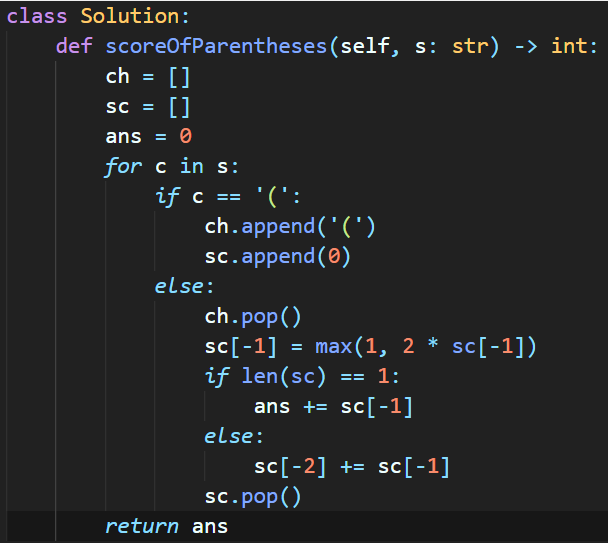 class Solution:
    def scoreOfParentheses(self, s: str) -> int:
        ch = []
        sc = []
        ans = 0
        for c in s:
            if c == '(':
                ch.append('(')
                sc.append(0)
            else:
                ch.pop()
                sc[-1] = max(1, 2 * sc[-1])
                if len(sc) == 1:
                    ans += sc[-1]
                else:
                    sc[-2] += sc[-1]
                sc.pop()
        return ans